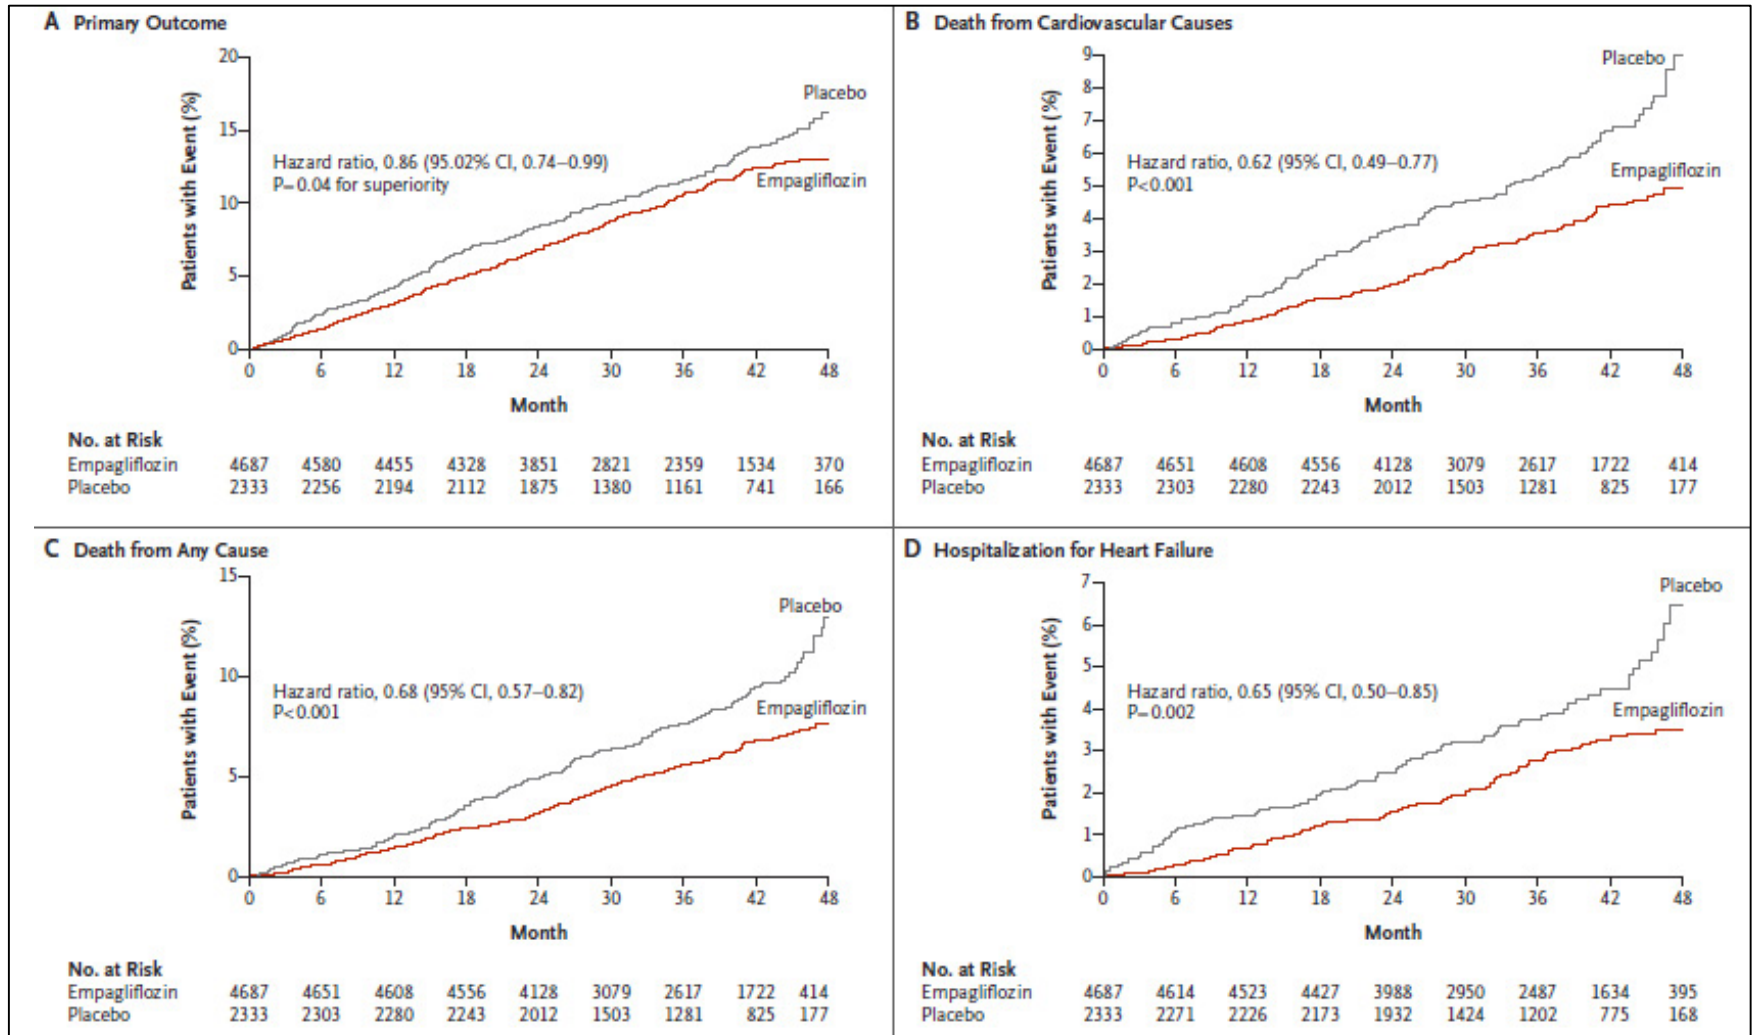 A Primary Outcome
Patients with Event (%)
20
15
10
5
0
Placebo
Hazard ratio, 0.86 (95.02% CI, 0.74–0.99)
P=0.04 for superiority
Empagliflozin
0 6 12 18 24 30 36 42 48
Month
No. at Risk
Empagliflozin 4687 4580 4455 4328 3851 2821 2359 1534 370
Placebo 2333 2256 2194 2112 1875 1380 1161 741 166
B Death from Cardiovascular Causes
Patients with Event (%)
9
8
7
6
5
4
3
2
1
0
Placebo
Hazard ratio, 0.62 (95% CI, 0.49–0.77)
P<0.001
Empagliflozin
0 6 12 18 24 30 36 42 48
Month
No. at Risk
Empagliflozin 4687 4651 4608 4556 4128 3079 2617 1722 414
Placebo 2333 2303 2280 2243 2012 1503 1281 825 177
C Death from Any Cause
Patients with Event (%)
15
10
5
0
Placebo
Hazard ratio, 0.68 (95% CI, 0.57–0.82)
P<0.001
Empagliflozin
0 6 12 18 24 30 36 42 48
Month
No. at Risk
Empagliflozin 4687 4651 4608 4556 4128 3079 2617 1722 414
Placebo 2333 2303 2280 2243 2012 1503 1281 825 177
D Hospitalization for Heart Failure
Patients with Event (%)
7
6
5
4
3
2
1
0
Placebo
Hazard ratio, 0.65 (95% CI, 0.50–0.85)
P=0.002
Empagliflozin
0 6 12 18 24 30 36 42 48
Month
No. at Risk
Empagliflozin 4687 4614 4523 4427 3988 2950 2487 1634 395
Placebo 2333 2271 2226 2173 1932 1424 1202 775 168